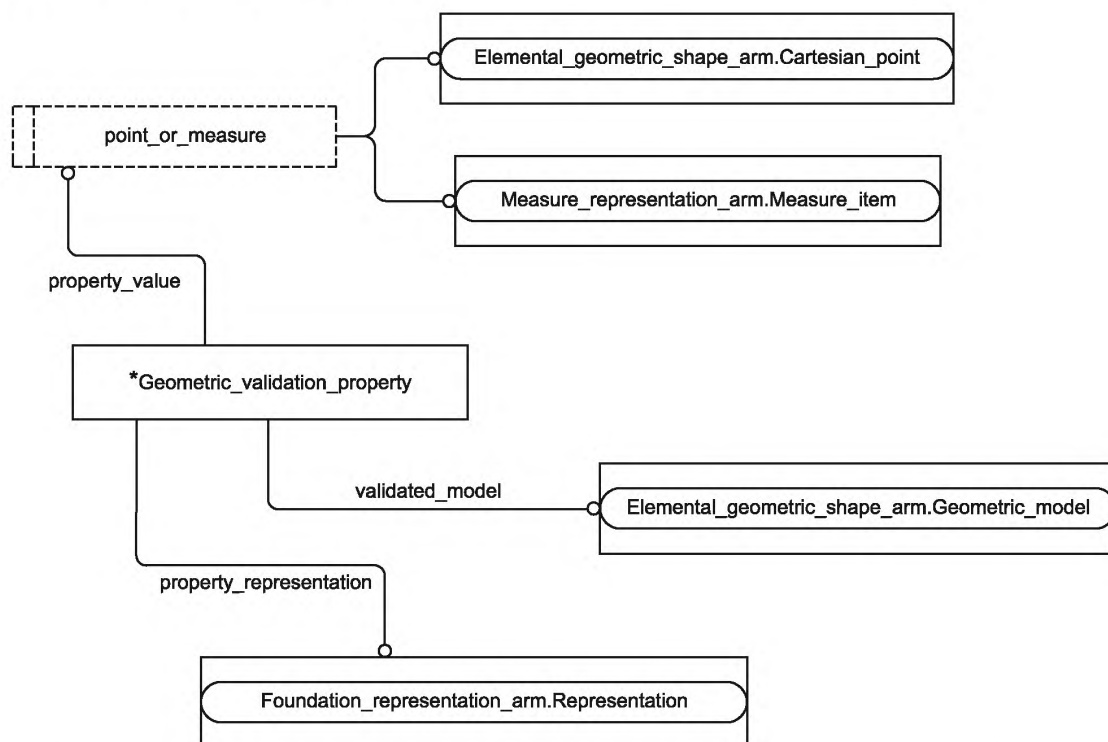 Elemental_geometric_shape_arm.Cartesian_point
point_or_measure
Measure_representation_arm.Measure_item
property_value
*Geometric_validation_property
validated_model
Elemental_geometric_shape_arm.Geometric_model
property_representation
Foundation_representation_arm.Representation